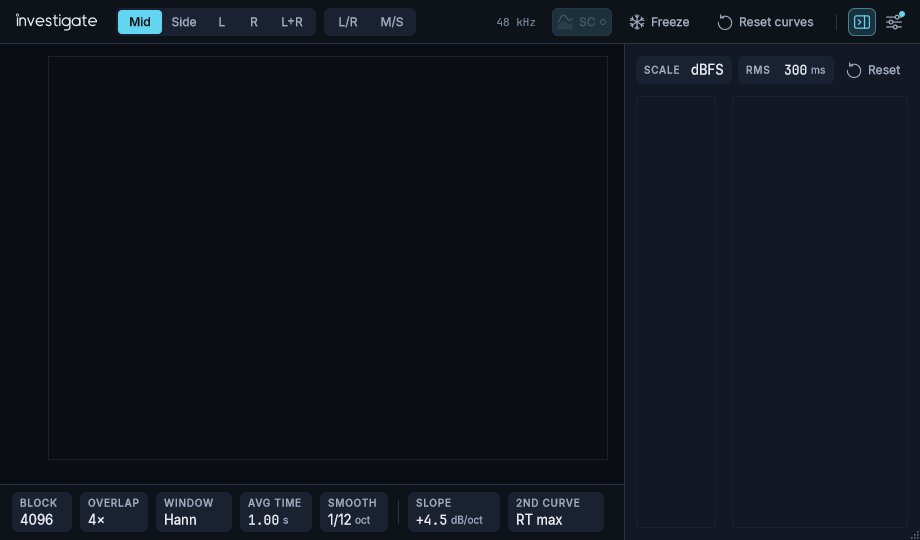 investigate
Mid Side L R L+R L/R M/S 48 kHz SC Freeze Reset curves
SCALE dBFS RMS 300 ms Reset
BLOCK OVERLAP WINDOW AVG TIME SMOOTH SLOPE 2ND CURVE
4096 4× Hann 1.00 s 1/12 oct +4.5 dB/oct RT max